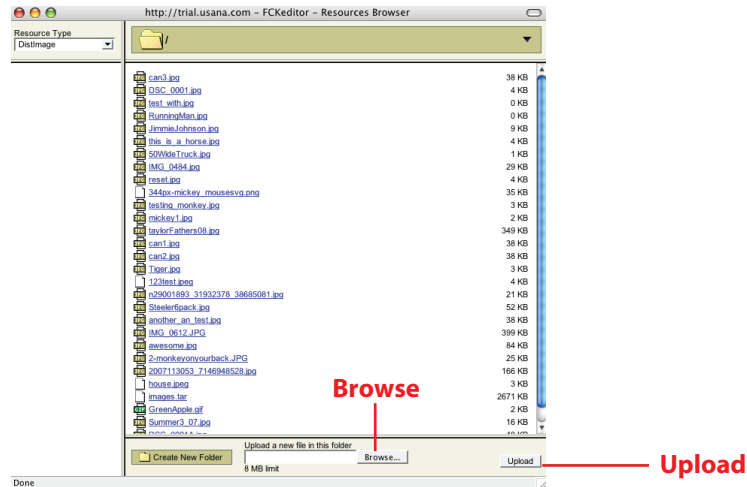 http://trial.usana.com – FCKeditor – Resources Browser
Resource Type
DistImage
/
can3.jpg 38 KB
DSC_0001.jpg 4 KB
test_with.jpg 0 KB
RunningMan.jpg 0 KB
JimmieJohnson.jpg 9 KB
this_is_a_horse.jpg 4 KB
50WideTruck.jpg 1 KB
IMG_0484.jpg 29 KB
reset.jpg 4 KB
344px-mickey_mousesvg.png 35 KB
testing_monkey.jpg 3 KB
mickey1.jpg 2 KB
taylorFathers08.jpg 349 KB
can1.jpg 38 KB
can2.jpg 38 KB
Tiger.jpg 3 KB
123test.jpeg 4 KB
n29001893_31932378_38685081.jpg 21 KB
Steeler6pack.jpg 52 KB
another_an_test.jpg 38 KB
IMG_0612.JPG 399 KB
awesome.jpg 84 KB
2-monkeyonyourback.JPG 25 KB
2007113053_7146948528.jpg 166 KB
house.jpeg 3 KB
images.tar 2671 KB
GreenApple.gif 2 KB
Summer3_07.jpg 16 KB
Browse
Upload a new file in this folder
Create New Folder
Browse...
Upload
8 MB limit
Upload
Done